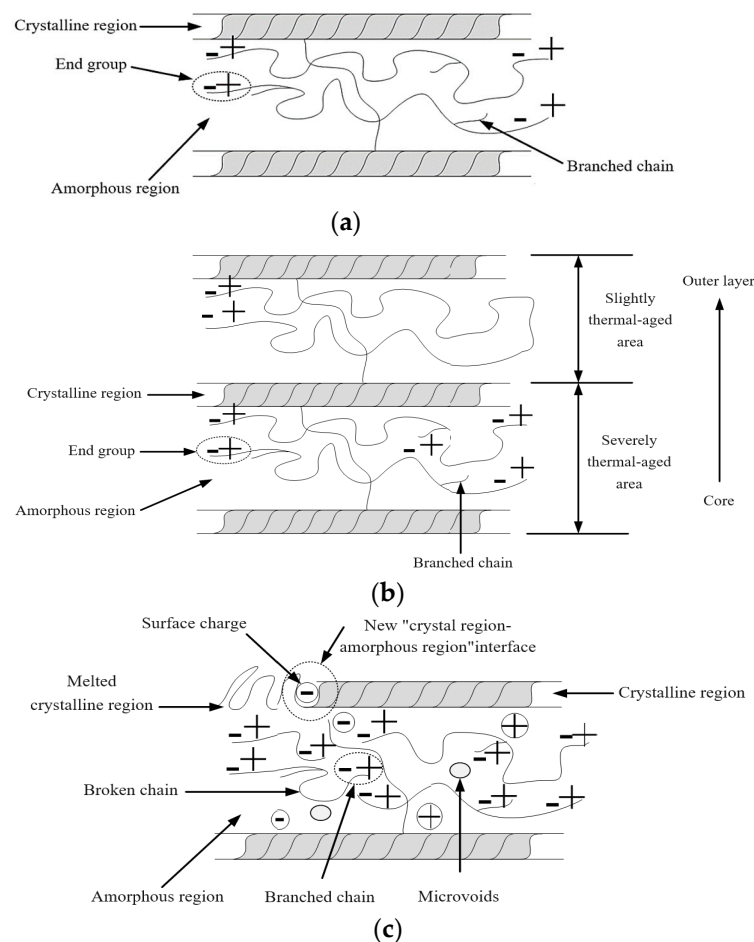 Crystalline region
End group
Amorphous region
Branched chain
(a)
Outer layer
Slightly
thermal-aged
area
Crystalline region
End group
Severely
thermal-aged
area
Amorphous region
Core
Branched chain
(b)
Surface charge
New "crystal region-
amorphous region"interface
Melted
crystalline region
Crystalline region
Broken chain
Amorphous region
Branched chain
Microvoids
(c)